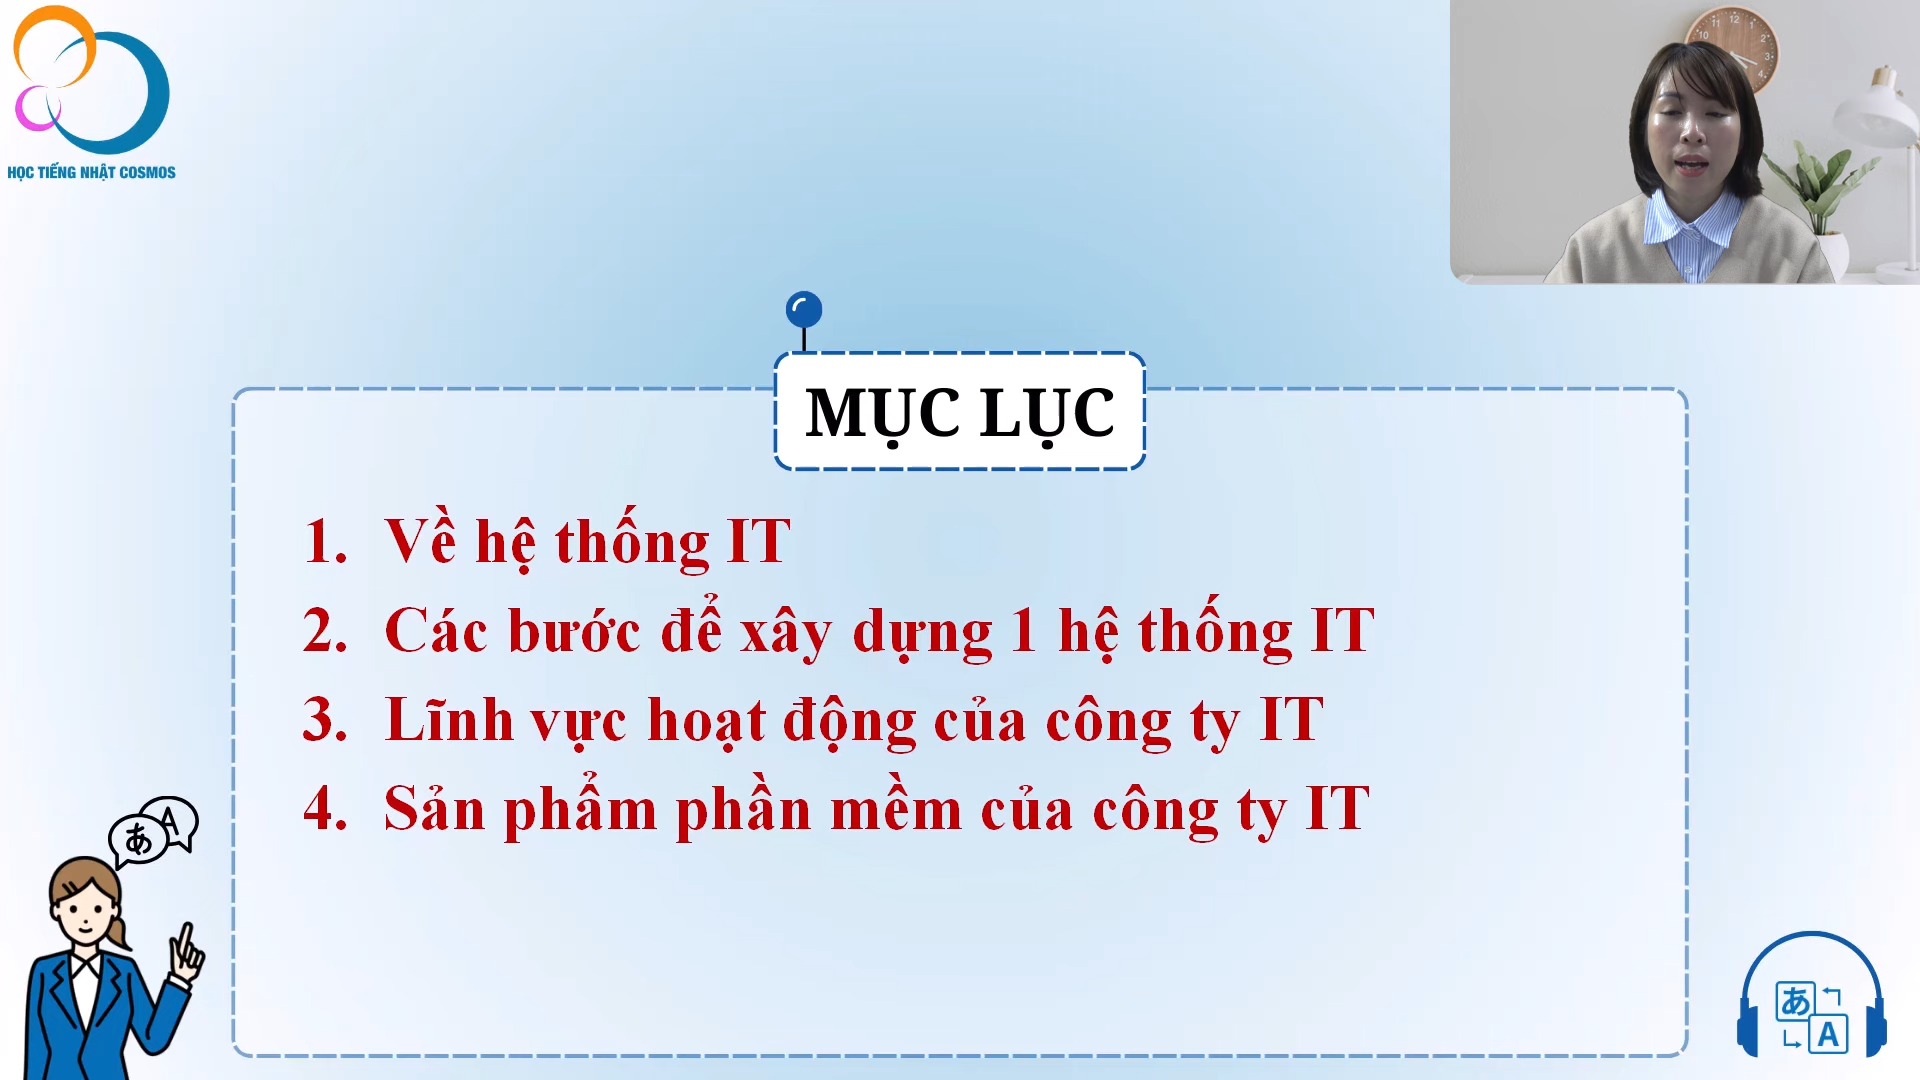 HỌC TIẾNG NHẬT COSMOS
MỤC LỤC
1. Về hệ thống IT
2. Các bước để xây dựng 1 hệ thống IT
3. Lĩnh vực hoạt động của công ty IT
4. Sản phẩm phần mềm của công ty IT
あ A
あ
A